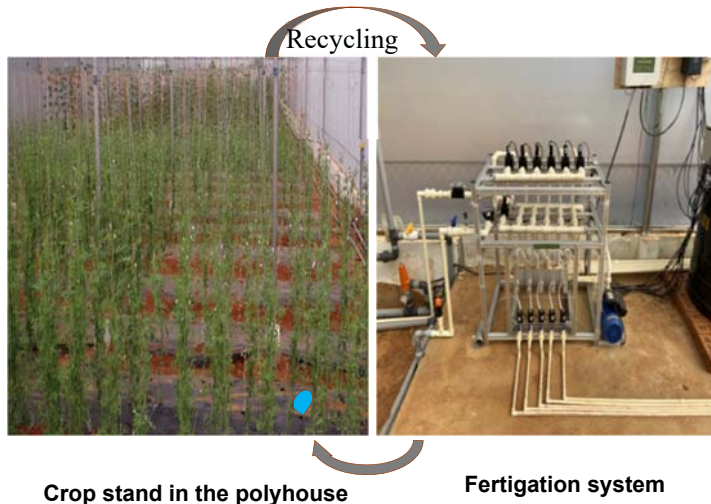 Recycling
Crop stand in the polyhouse
Fertigation system